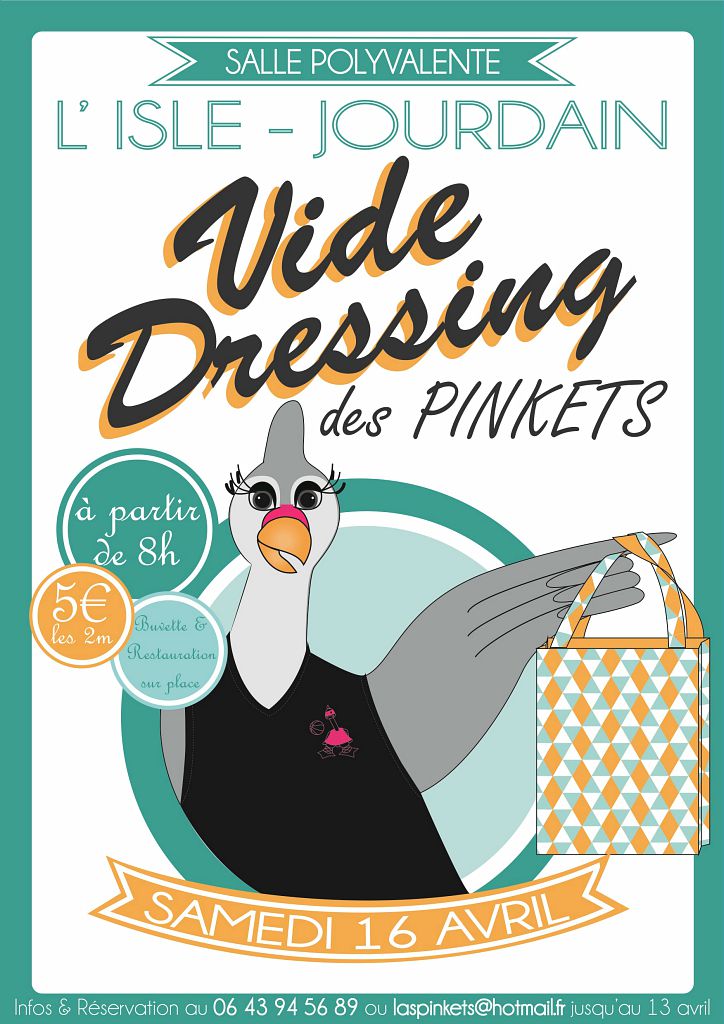 SALLE POLYVALENTE
L' ISLE - JOURDAIN
Vide
Dressing
des PINKETS
à partir
de 8h
5€
les 2m
Buvette &
Restauration
sur place
SAMEDI 16 AVRIL
Infos & Réservation au 06 43 94 56 89 ou laspinkets@hotmail.fr jusqu'au 13 avril